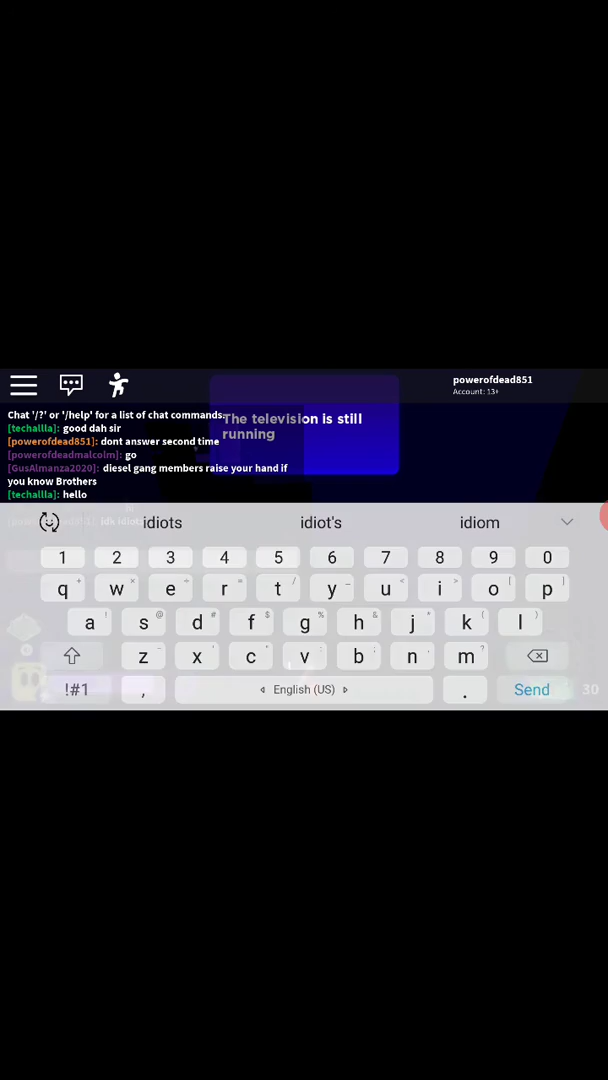 powerofdead851
Account: 13+
Chat '/?' or '/help' for a list of chat commands.
[techallla]: good dah sir
[powerofdead851]: dont answer second time
[powerofdeadmalcolm]: go
[GusAlmanza2020]: diesel gang members raise your hand if
you know Brothers
[techallla]: hello
The television is still
running
idiots idiot's idiom
1 2 3 4 5 6 7 8 9 0
q w e r t y u i o p
a s d f g h j k l
z x c v b n m
!#1 , English (US) . Send
30